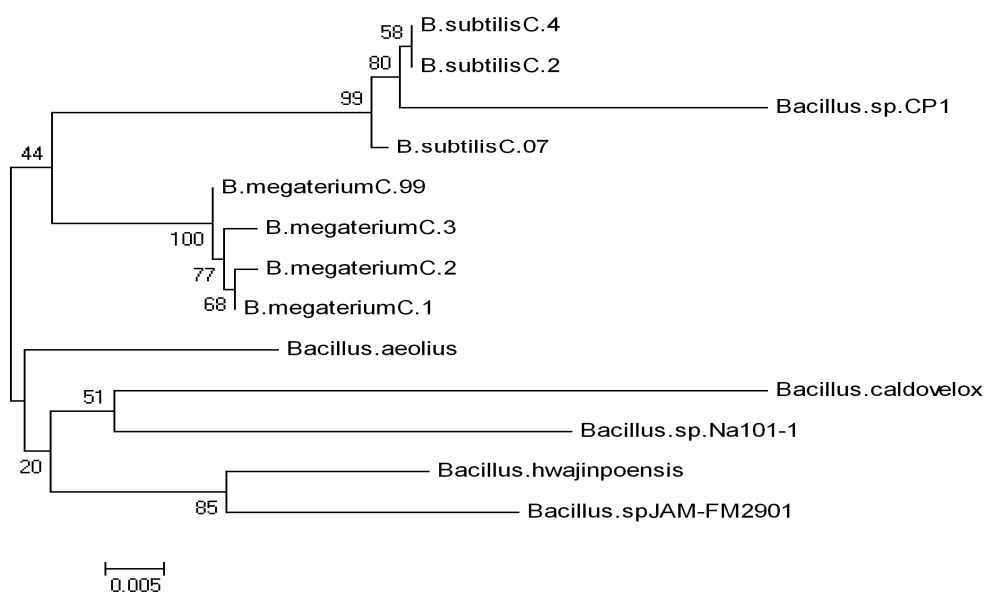 58 B.subtilisC.4
80 B.subtilisC.2
99 Bacillus.sp.CP1
B.subtilisC.07
44
B.megateriumC.99
100 B.megateriumC.3
77 B.megateriumC.2
68 B.megateriumC.1
Bacillus.aeolius
51 Bacillus.caldovelox
Bacillus.sp.Na101-1
20 Bacillus.hwajinpoensis
85 Bacillus.spJAM-FM2901
0.005